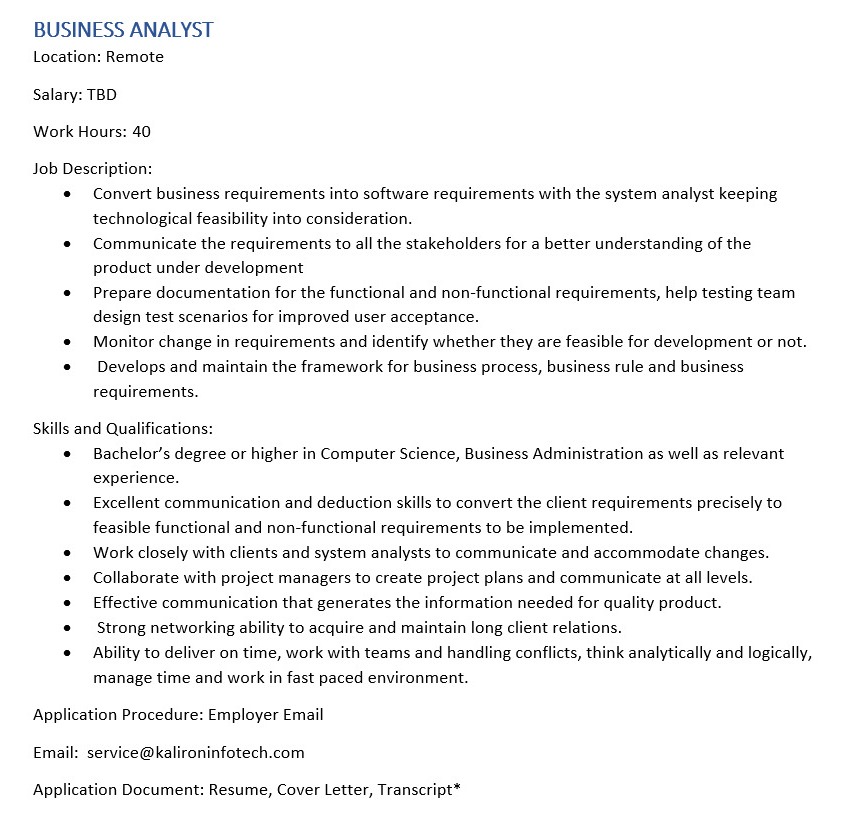 BUSINESS ANALYST
Location: Remote
Salary: TBD
Work Hours: 40
Job Description:
• Convert business requirements into software requirements with the system analyst keeping
technological feasibility into consideration.
• Communicate the requirements to all the stakeholders for a better understanding of the
product under development
• Prepare documentation for the functional and non-functional requirements, help testing team
design test scenarios for improved user acceptance.
• Monitor change in requirements and identify whether they are feasible for development or not.
• Develops and maintain the framework for business process, business rule and business
requirements.
Skills and Qualifications:
• Bachelor’s degree or higher in Computer Science, Business Administration as well as relevant
experience.
• Excellent communication and deduction skills to convert the client requirements precisely to
feasible functional and non-functional requirements to be implemented.
• Work closely with clients and system analysts to communicate and accommodate changes.
• Collaborate with project managers to create project plans and communicate at all levels.
• Effective communication that generates the information needed for quality product.
• Strong networking ability to acquire and maintain long client relations.
• Ability to deliver on time, work with teams and handling conflicts, think analytically and logically,
manage time and work in fast paced environment.
Application Procedure: Employer Email
Email: service@kalironinfotech.com
Application Document: Resume, Cover Letter, Transcript*